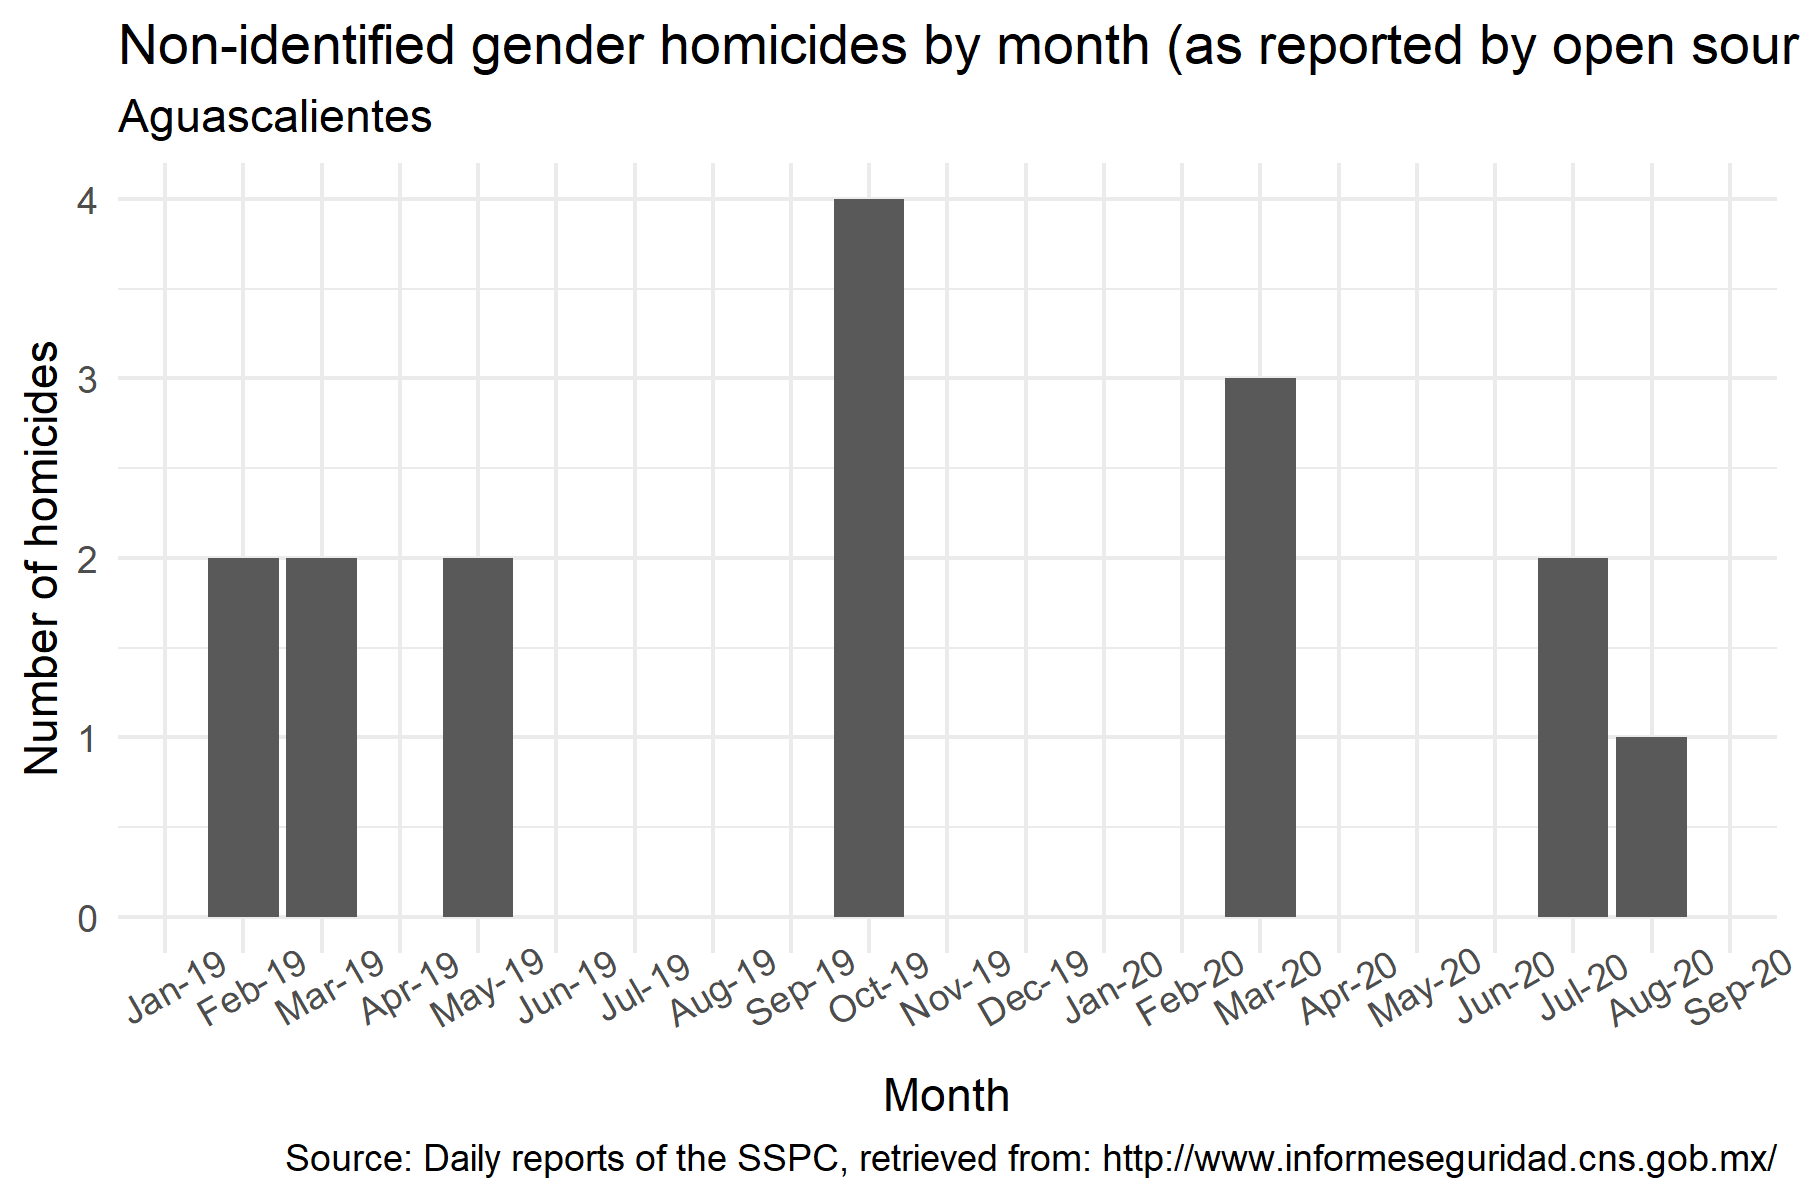 Non-identified gender homicides by month (as reported by open sour
Aguascalientes
Number of homicides
4
3
2
1
0
Jan-19
Feb-19
Mar-19
Apr-19
May-19
Jun-19
Jul-19
Aug-19
Sep-19
Oct-19
Nov-19
Dec-19
Jan-20
Feb-20
Mar-20
Apr-20
May-20
Jun-20
Jul-20
Aug-20
Sep-20
Month
Source: Daily reports of the SSPC, retrieved from: http://www.informeseguridad.cns.gob.mx/